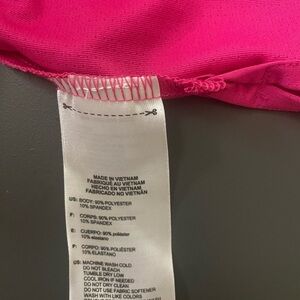 MADE IN VIETNAM
FABRIQUÉ AU VIETNAM
HECHO EN VIETNAM
FABRICADO NO VIETNÃ
US: BODY: 90% POLYESTER
10% SPANDEX
F: CORPS: 90% POLYESTER
10% SPANDEX
E: CUERPO: 90% poliéster
10% elastano
P: CORPO: 90% POLIÉSTER
10% ELASTANO
US: MACHINE WASH COLD
DO NOT BLEACH
TUMBLE DRY LOW
COOL IRON IF NEEDED
DO NOT DRY CLEAN
DO NOT USE FABRIC SOFTENER
WASH WITH LIKE COLORS